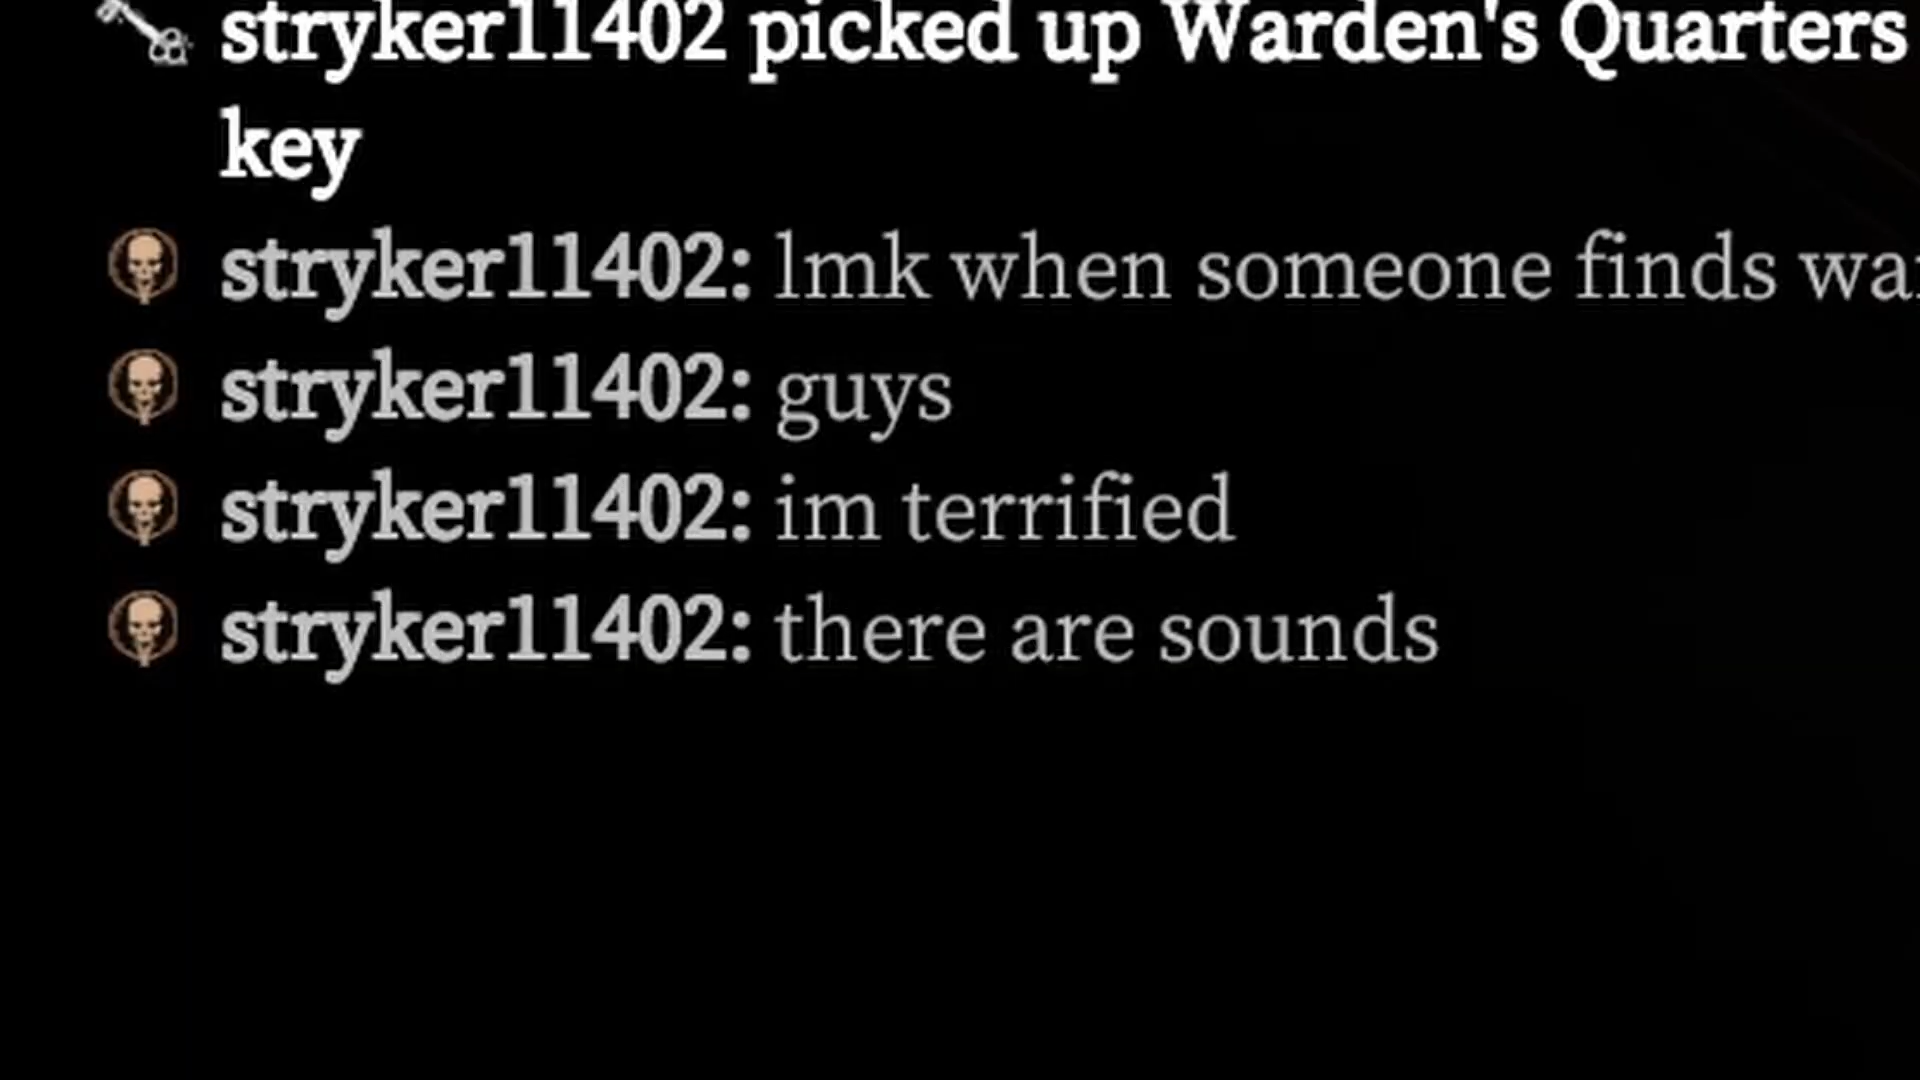 stryker11402 picked up Warden's Quarters
key
stryker11402: lmk when someone finds
stryker11402: guys
stryker11402: im terrified
stryker11402: there are sounds